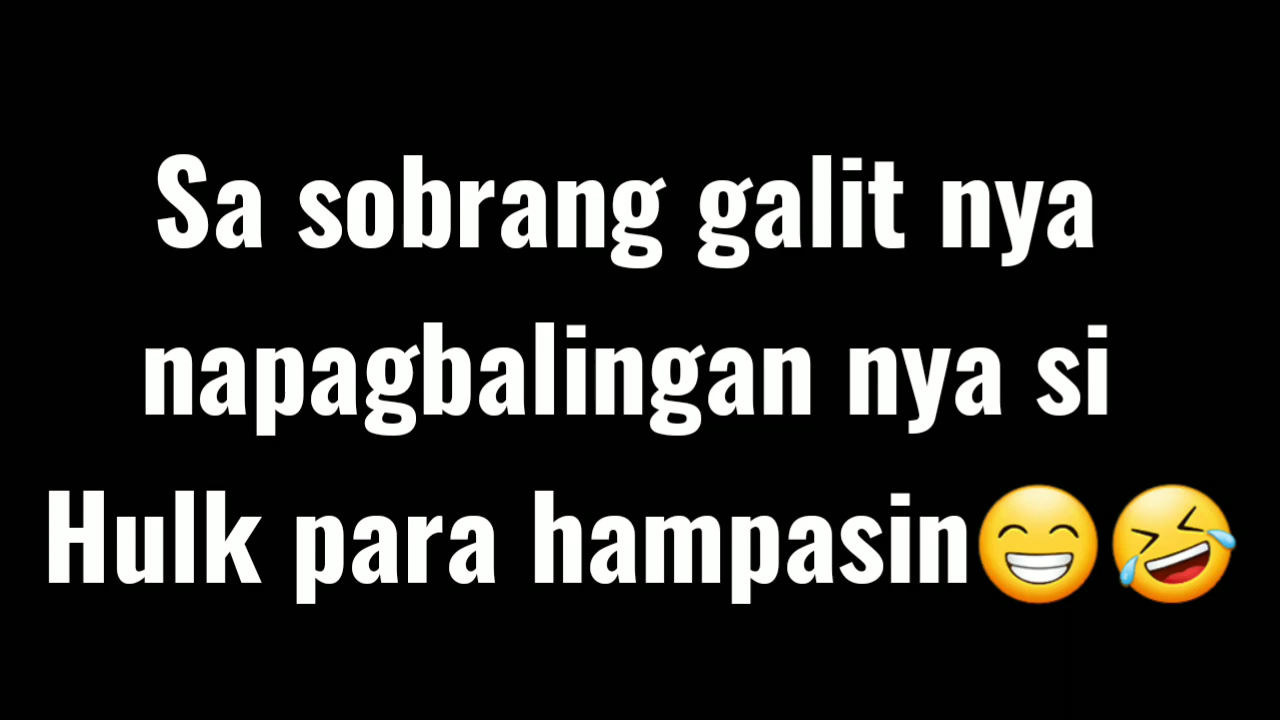 Sa sobrang galit nya
napagbalingan nya si
Hulk para hampasin😁🤣